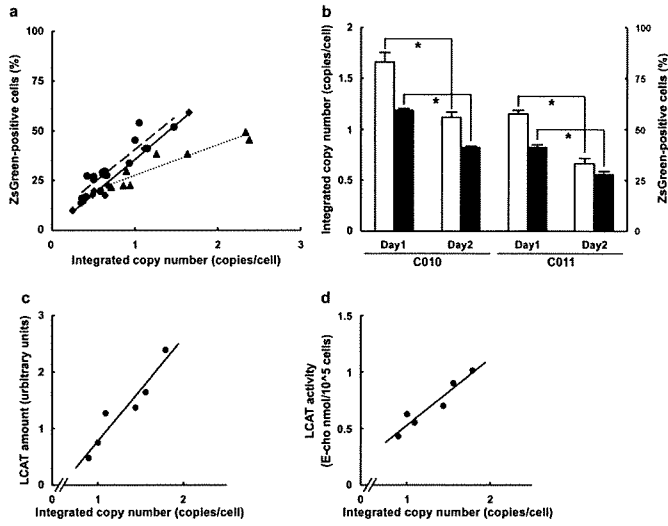 a
ZsGreen-positive cells (%)
100
75
50
25
0
0
1
2
3
Integrated copy number (copies/cell)
b
Integrated copy number (copies/cell)
2
1.5
1
0.5
0
*
*
*
*
100
75
50
25
0
ZsGreen-positive cells (%)
Day1
Day2
Day1
Day2
C010
C011
c
LCAT amount (urbitrary units)
3
2
1
0
0
1
2
Integrated copy number (copies/cell)
d
LCAT activity
(E-cho nmol/10^5 cells)
1.5
1
0.5
0
0
1
2
Integrated copy number (copies/cell)